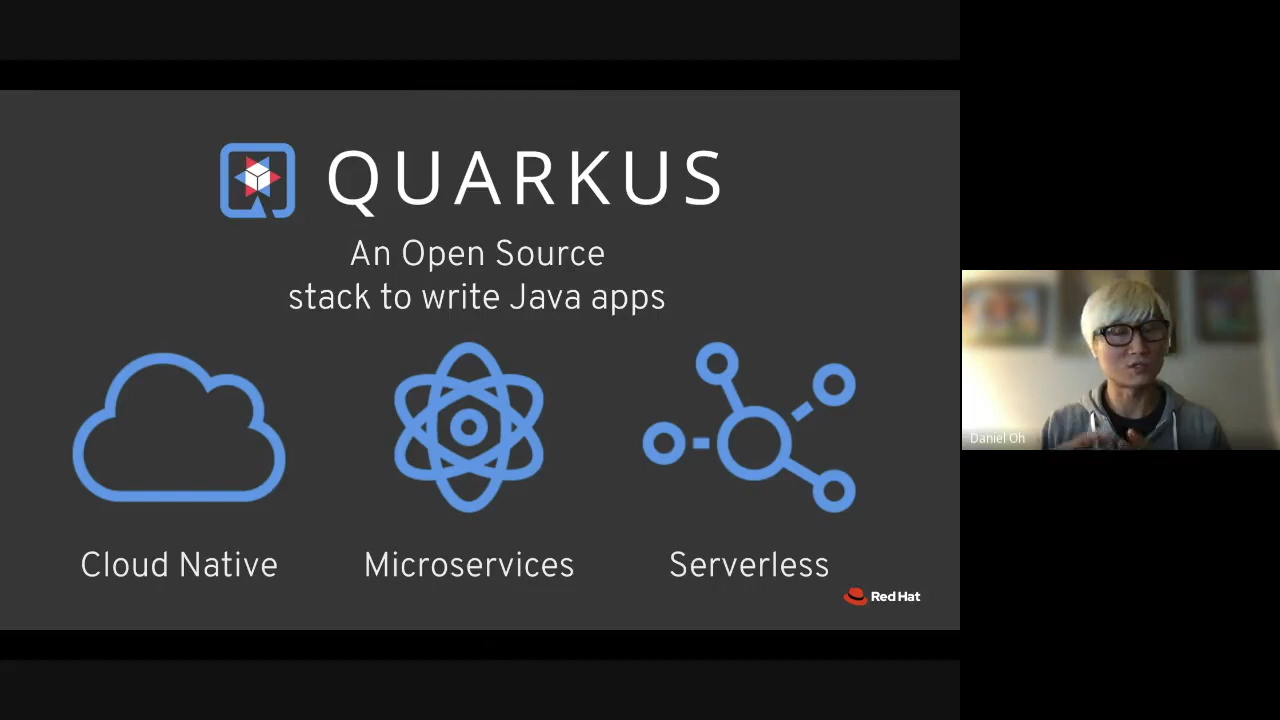 QUARKUS
An Open Source
stack to write Java apps
Cloud Native
Microservices
Serverless
Red Hat
Daniel Oh